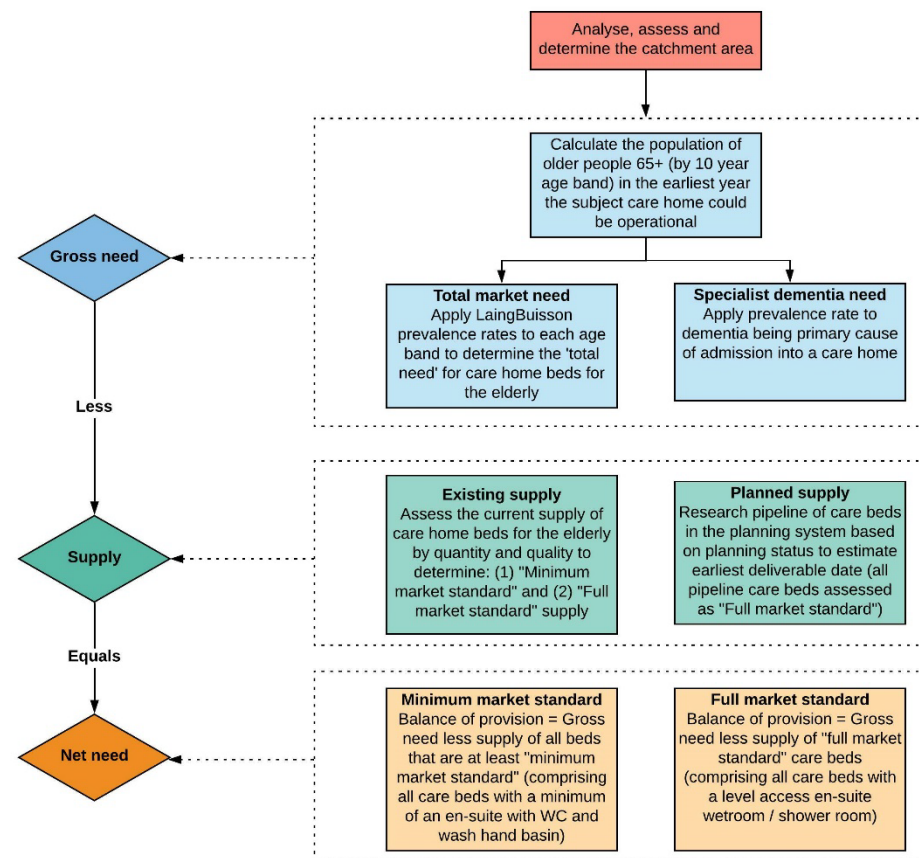 Analyse, assess and
determine the catchment area
Calculate the population of
older people 65+ (by 10 year
age band) in the earliest year
the subject care home could
be operational
Gross need
Total market need
Apply LaingBuisson
prevalence rates to each age
band to determine the 'total
need' for care home beds for
the elderly
Specialist dementia need
Apply prevalence rate to
dementia being primary cause
of admission into a care home
Less
Existing supply
Assess the current supply of
care home beds for the elderly
by quantity and quality to
determine: (1) "Minimum
market standard" and (2) "Full
market standard" supply
Planned supply
Research pipeline of care beds
in the planning system based
on planning status to estimate
earliest deliverable date (all
pipeline care beds assessed
as "Full market standard")
Supply
Equals
Minimum market standard
Balance of provision = Gross
need less supply of all beds
that are at least "minimum
market standard" (comprising
all care beds with a minimum
of an en-suite with WC and
wash hand basin)
Full market standard
Balance of provision = Gross
need less supply of "full market
standard" care beds
(comprising all care beds with
a level access en-suite
wetroom / shower room)
Net need